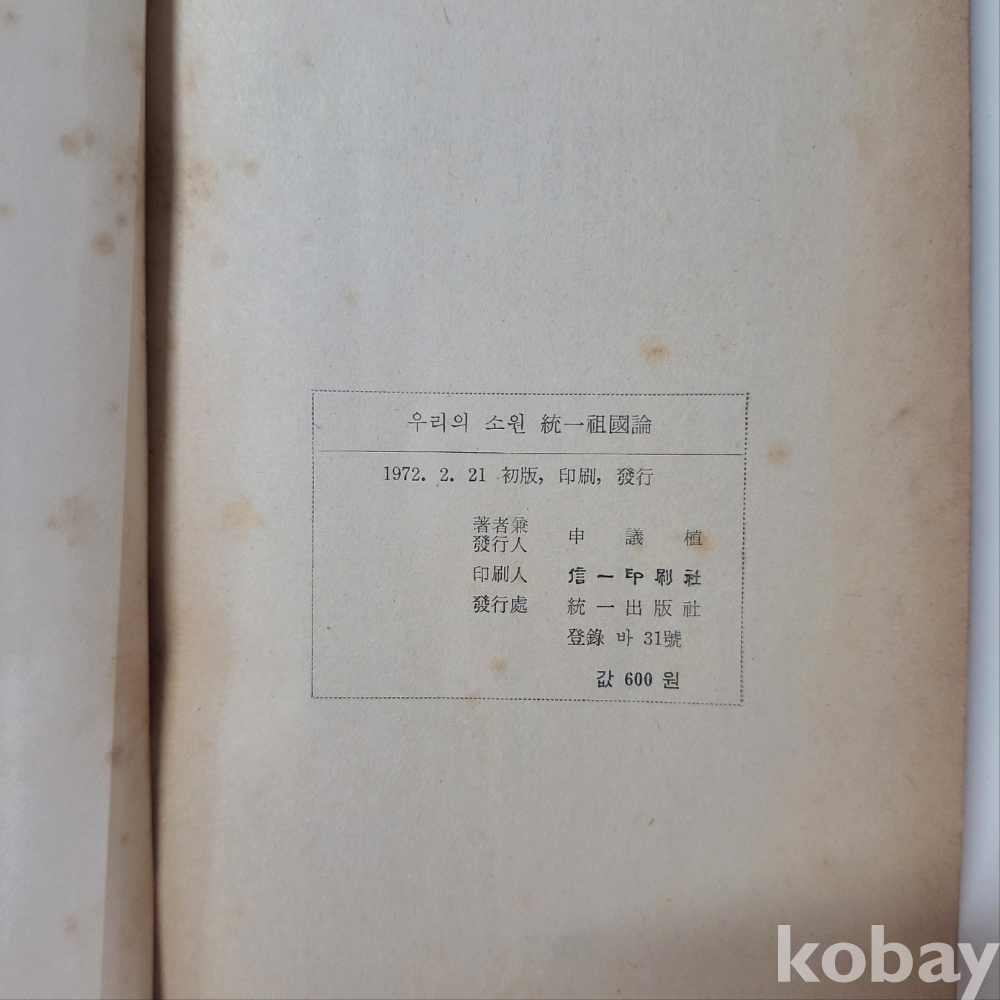 우리의 소원 統一祖國論
1972. 2. 21 初版, 印刷, 發行
著者兼
發行人 申 議 植
印刷人 信一印刷社
發行處 統一出版社
登錄 바 31號
값 600 원
kobay